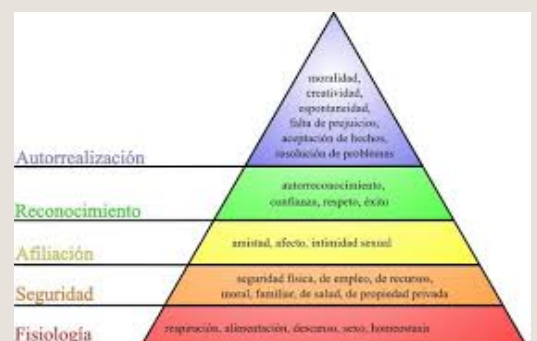 moralidad,
creatividad,
espontaneidad,
falta de prejuicios,
aceptación de hechos,
resolución de problemas
Autorrealización
autorreconocimiento,
confianza, respeto, éxito
Reconocimiento
amistad, afecto, intimidad sexual
Afiliación
seguridad física, de empleo, de recursos,
moral, familiar, de salud, de propiedad privada
Seguridad
respiración, alimentación, descanso, sexo, homeostasis
Fisiología